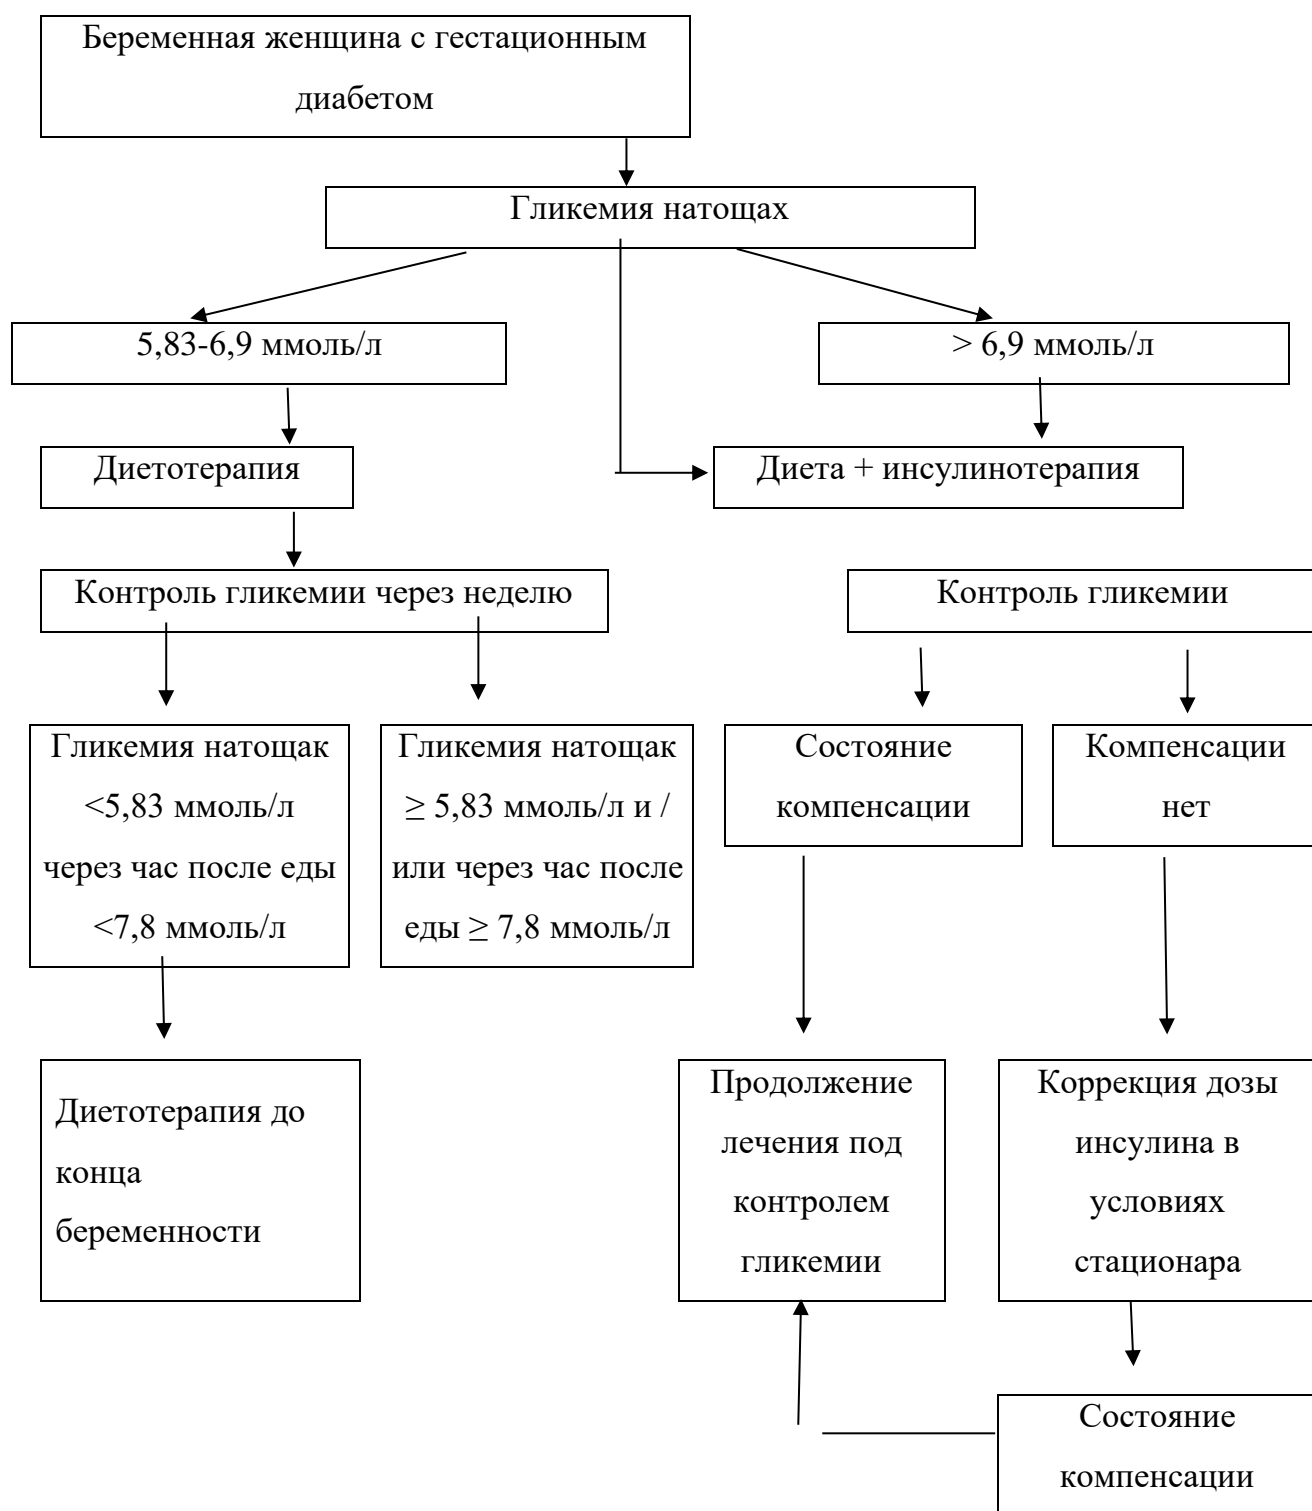 Беременная женщина с гестационным
диабетом
Гликемия натощах
5,83-6,9 ммоль/л
> 6,9 ммоль/л
Диетотерапия
Диета + инсулинотерапия
Контроль гликемии через неделю
Контроль гликемии
Гликемия натощак
<5,83 ммоль/л
через час после еды
<7,8 ммоль/л
Гликемия натощак
≥ 5,83 ммоль/л и /
или через час после
еды ≥ 7,8 ммоль/л
Состояние
компенсации
Компенсации
нет
Диетотерапия до
конца
беременности
Продолжение
лечения под
контролем
гликемии
Коррекция дозы
инсулина в
условиях
стационара
Состояние
компенсации